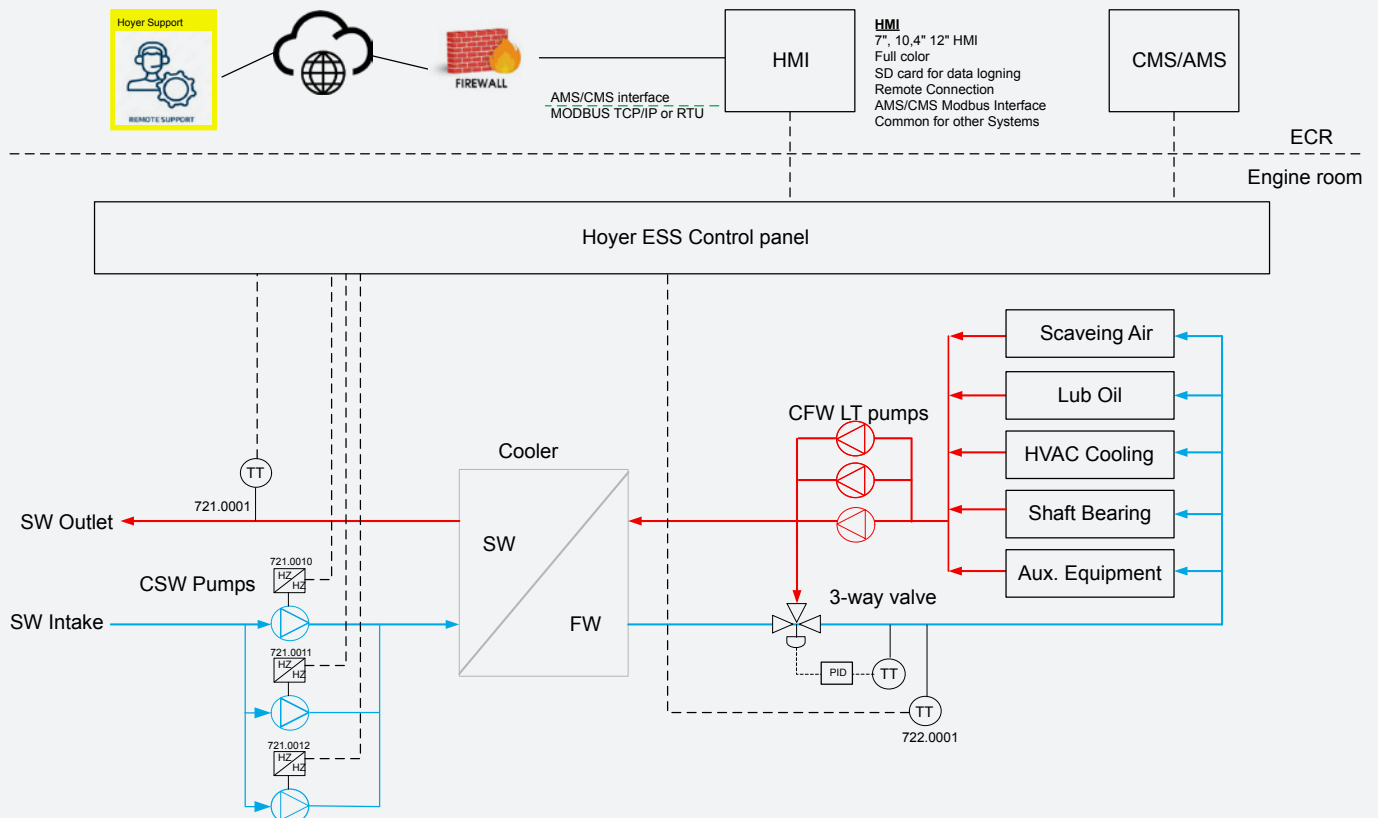 Hoyer Support
REMOTE SUPPORT
FIREWALL
AMS/CMS interface
MODBUS TCP/IP or RTU
HMI
HMI
7", 10,4" 12" HMI
Full color
SD card for data logning
Remote Connection
AMS/CMS Modbus Interface
Common for other Systems
CMS/AMS
ECR
Engine room
Hoyer ESS Control panel
Scaveing Air
Lub Oil
HVAC Cooling
Shaft Bearing
Aux. Equipment
CFW LT pumps
Cooler
TT
721.0001
SW Outlet
SW
721.0010
HZ
HZ
CSW Pumps
SW Intake
FW
3-way valve
PID
TT
TT
722.0001
721.0011
HZ
HZ
721.0012
HZ
HZ